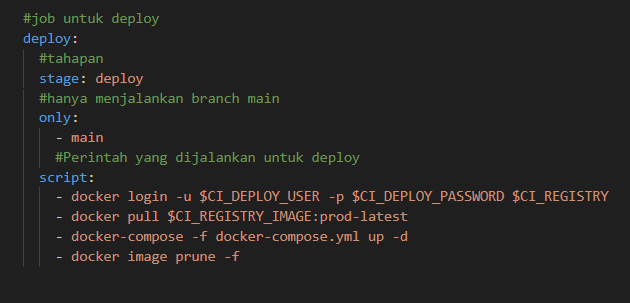 #job untuk deploy
deploy:
#tahapan
stage: deploy
#hanya menjalankan branch main
only:
- main
#Perintah yang dijalankan untuk deploy
script:
- docker login -u $CI_DEPLOY_USER -p $CI_DEPLOY_PASSWORD $CI_REGISTRY
- docker pull $CI_REGISTRY_IMAGE:prod-latest
- docker-compose -f docker-compose.yml up -d
- docker image prune -f